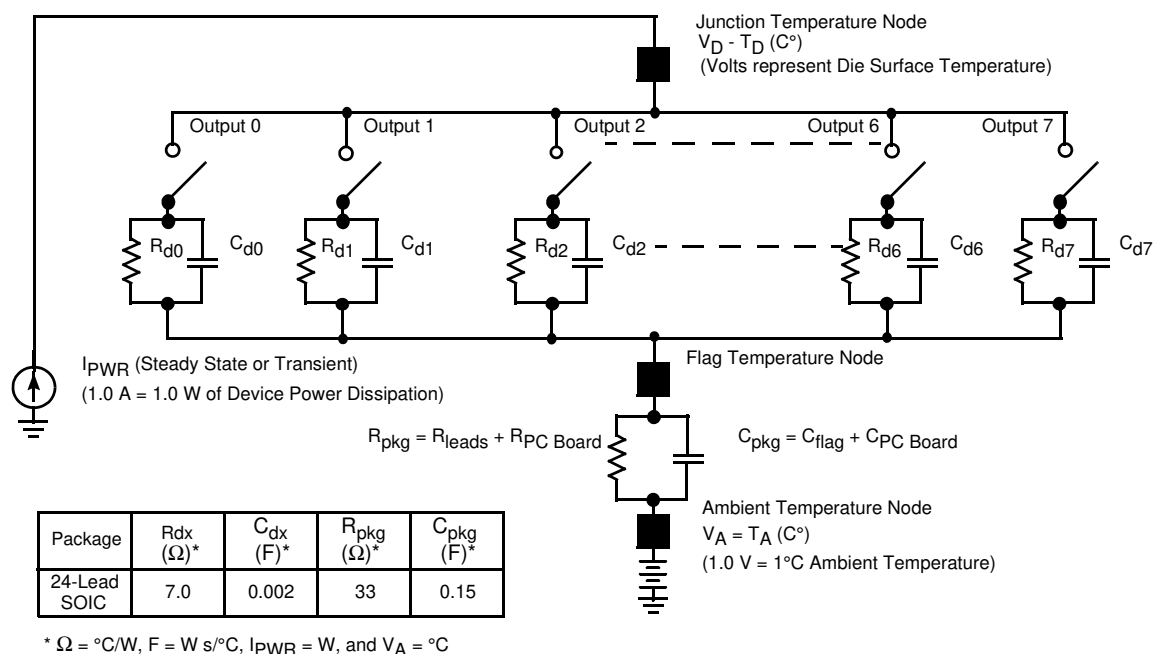 Junction Temperature Node
VD - TD (C°)
(Volts represent Die Surface Temperature)
Output 0
Output 1
Output 2
Output 6
Output 7
Rd0
Cd0
Rd1
Cd1
Rd2
Cd2
Rd6
Cd6
Rd7
Cd7
IPWR (Steady State or Transient)
(1.0 A = 1.0 W of Device Power Dissipation)
Flag Temperature Node
Rpkg = Rleads + RPC Board
Cpkg = Cflag + CPC Board
Ambient Temperature Node
VA = TA (C°)
(1.0 V = 1°C Ambient Temperature)
Package Rdx (Ω)* Cdx (F)* Rpkg (Ω)* Cpkg (F)*
24-Lead SOIC 7.0 0.002 33 0.15
* Ω = °C/W, F = W s/°C, IPWR = W, and VA = °C